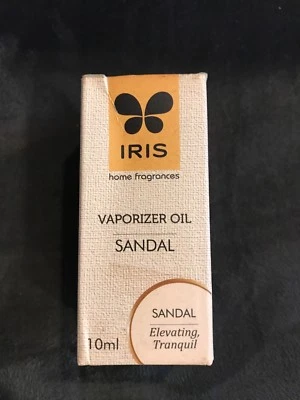 IRIS
home fragrances
VAPORIZER OIL
SANDAL
SANDAL
Elevating,
Tranquil
10ml